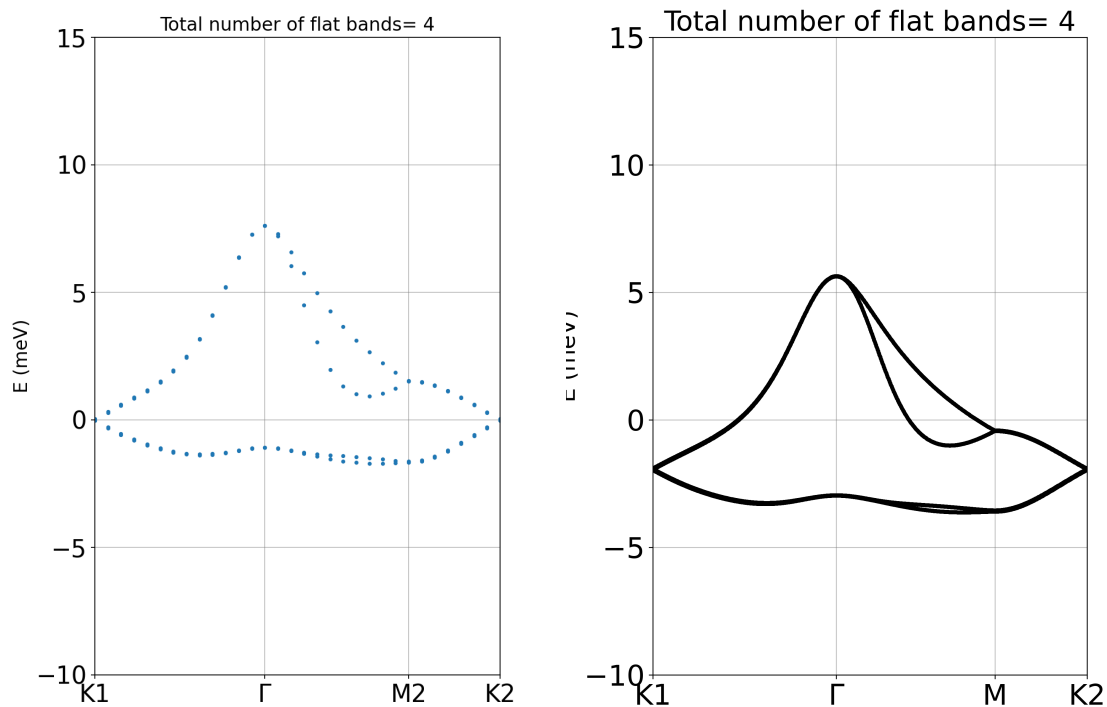 Total number of flat bands= 4
15
10
5
0
−5
−10
E (meV)
K1
Γ
M2
K2
Total number of flat bands= 4
15
10
5
0
−5
−10
K1
Γ
M
K2